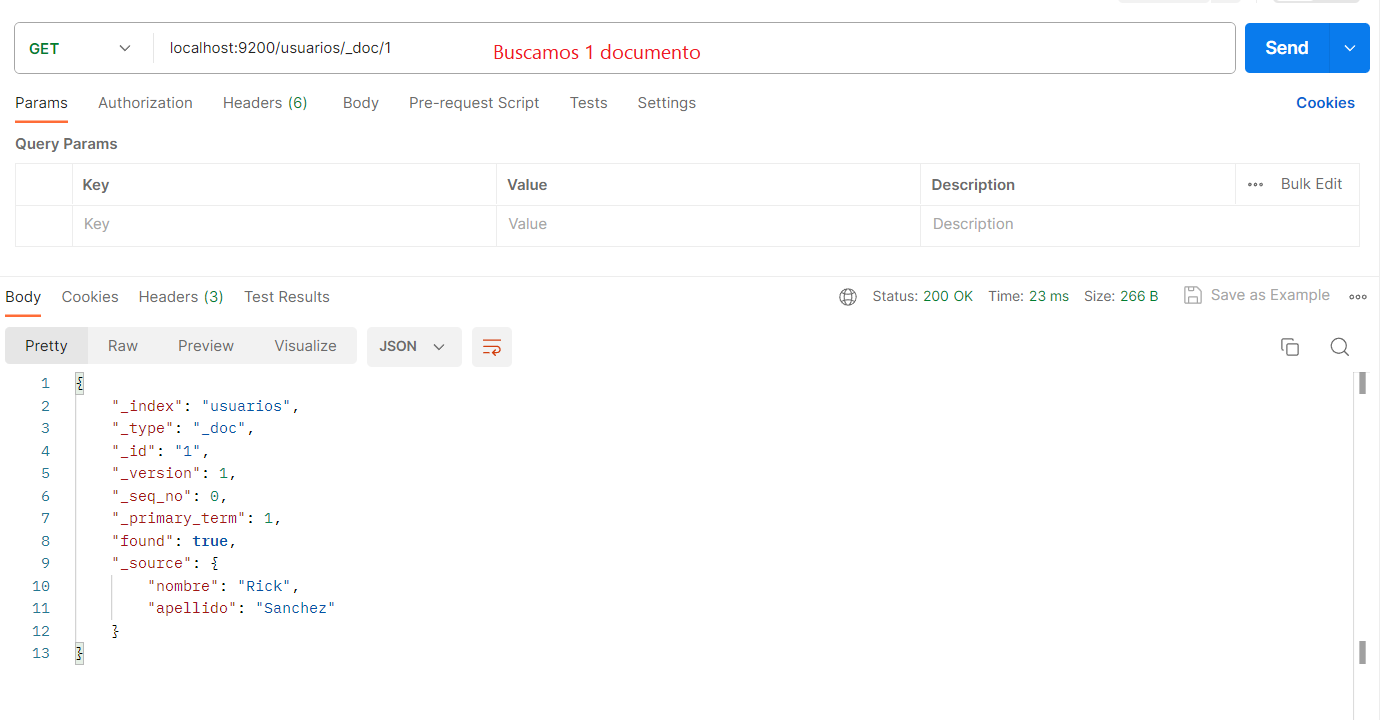 GET localhost:9200/usuarios/_doc/1 Buscamos 1 documento Send
Params Authorization Headers (6) Body Pre-request Script Tests Settings Cookies
Query Params
Key Value Description Bulk Edit
Key Value Description
Body Cookies Headers (3) Test Results Status: 200 OK Time: 23 ms Size: 266 B Save as Example
Pretty Raw Preview Visualize JSON
1 {
2 "_index": "usuarios",
3 "_type": "_doc",
4 "_id": "1",
5 "_version": 1,
6 "_seq_no": 0,
7 "_primary_term": 1,
8 "found": true,
9 "_source": {
10 "nombre": "Rick",
11 "apellido": "Sanchez"
12 }
13 }